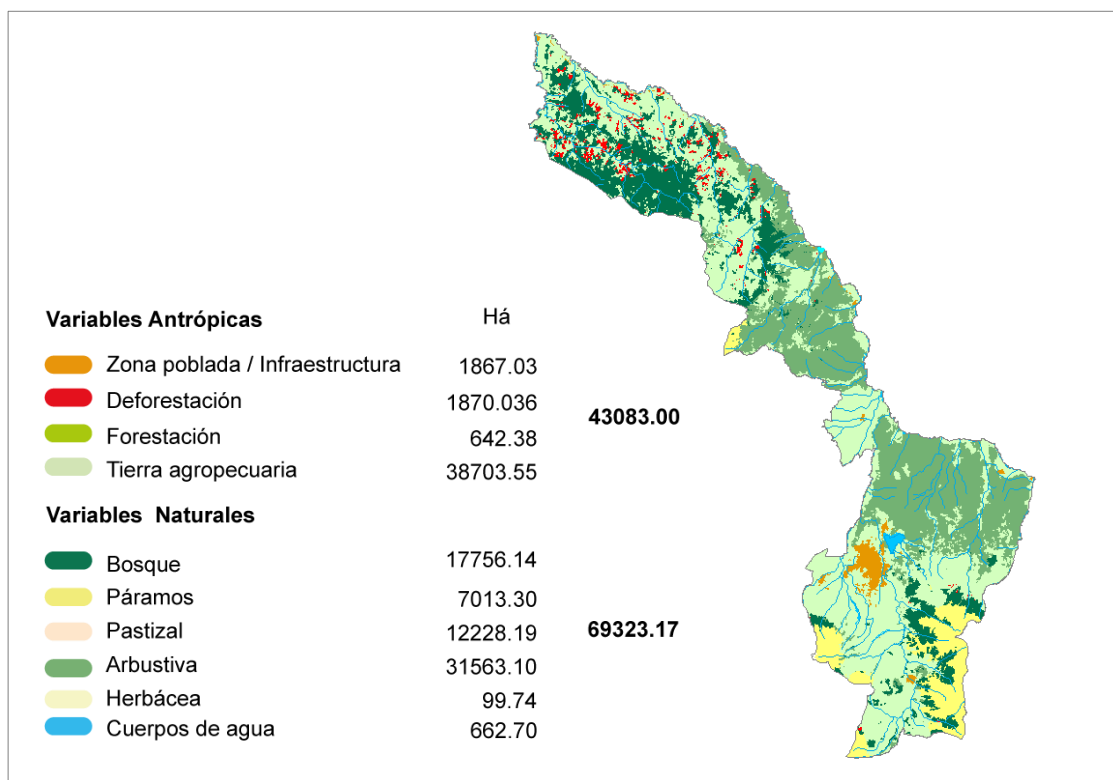 Variables Antrópicas Há
Zona poblada / Infraestructura 1867.03
Deforestación 1870.036
43083.00
Forestación 642.38
Tierra agropecuaria 38703.55
Variables Naturales
Bosque 17756.14
Páramos 7013.30
Pastizal 12228.19
69323.17
Arbustiva 31563.10
Herbácea 99.74
Cuerpos de agua 662.70